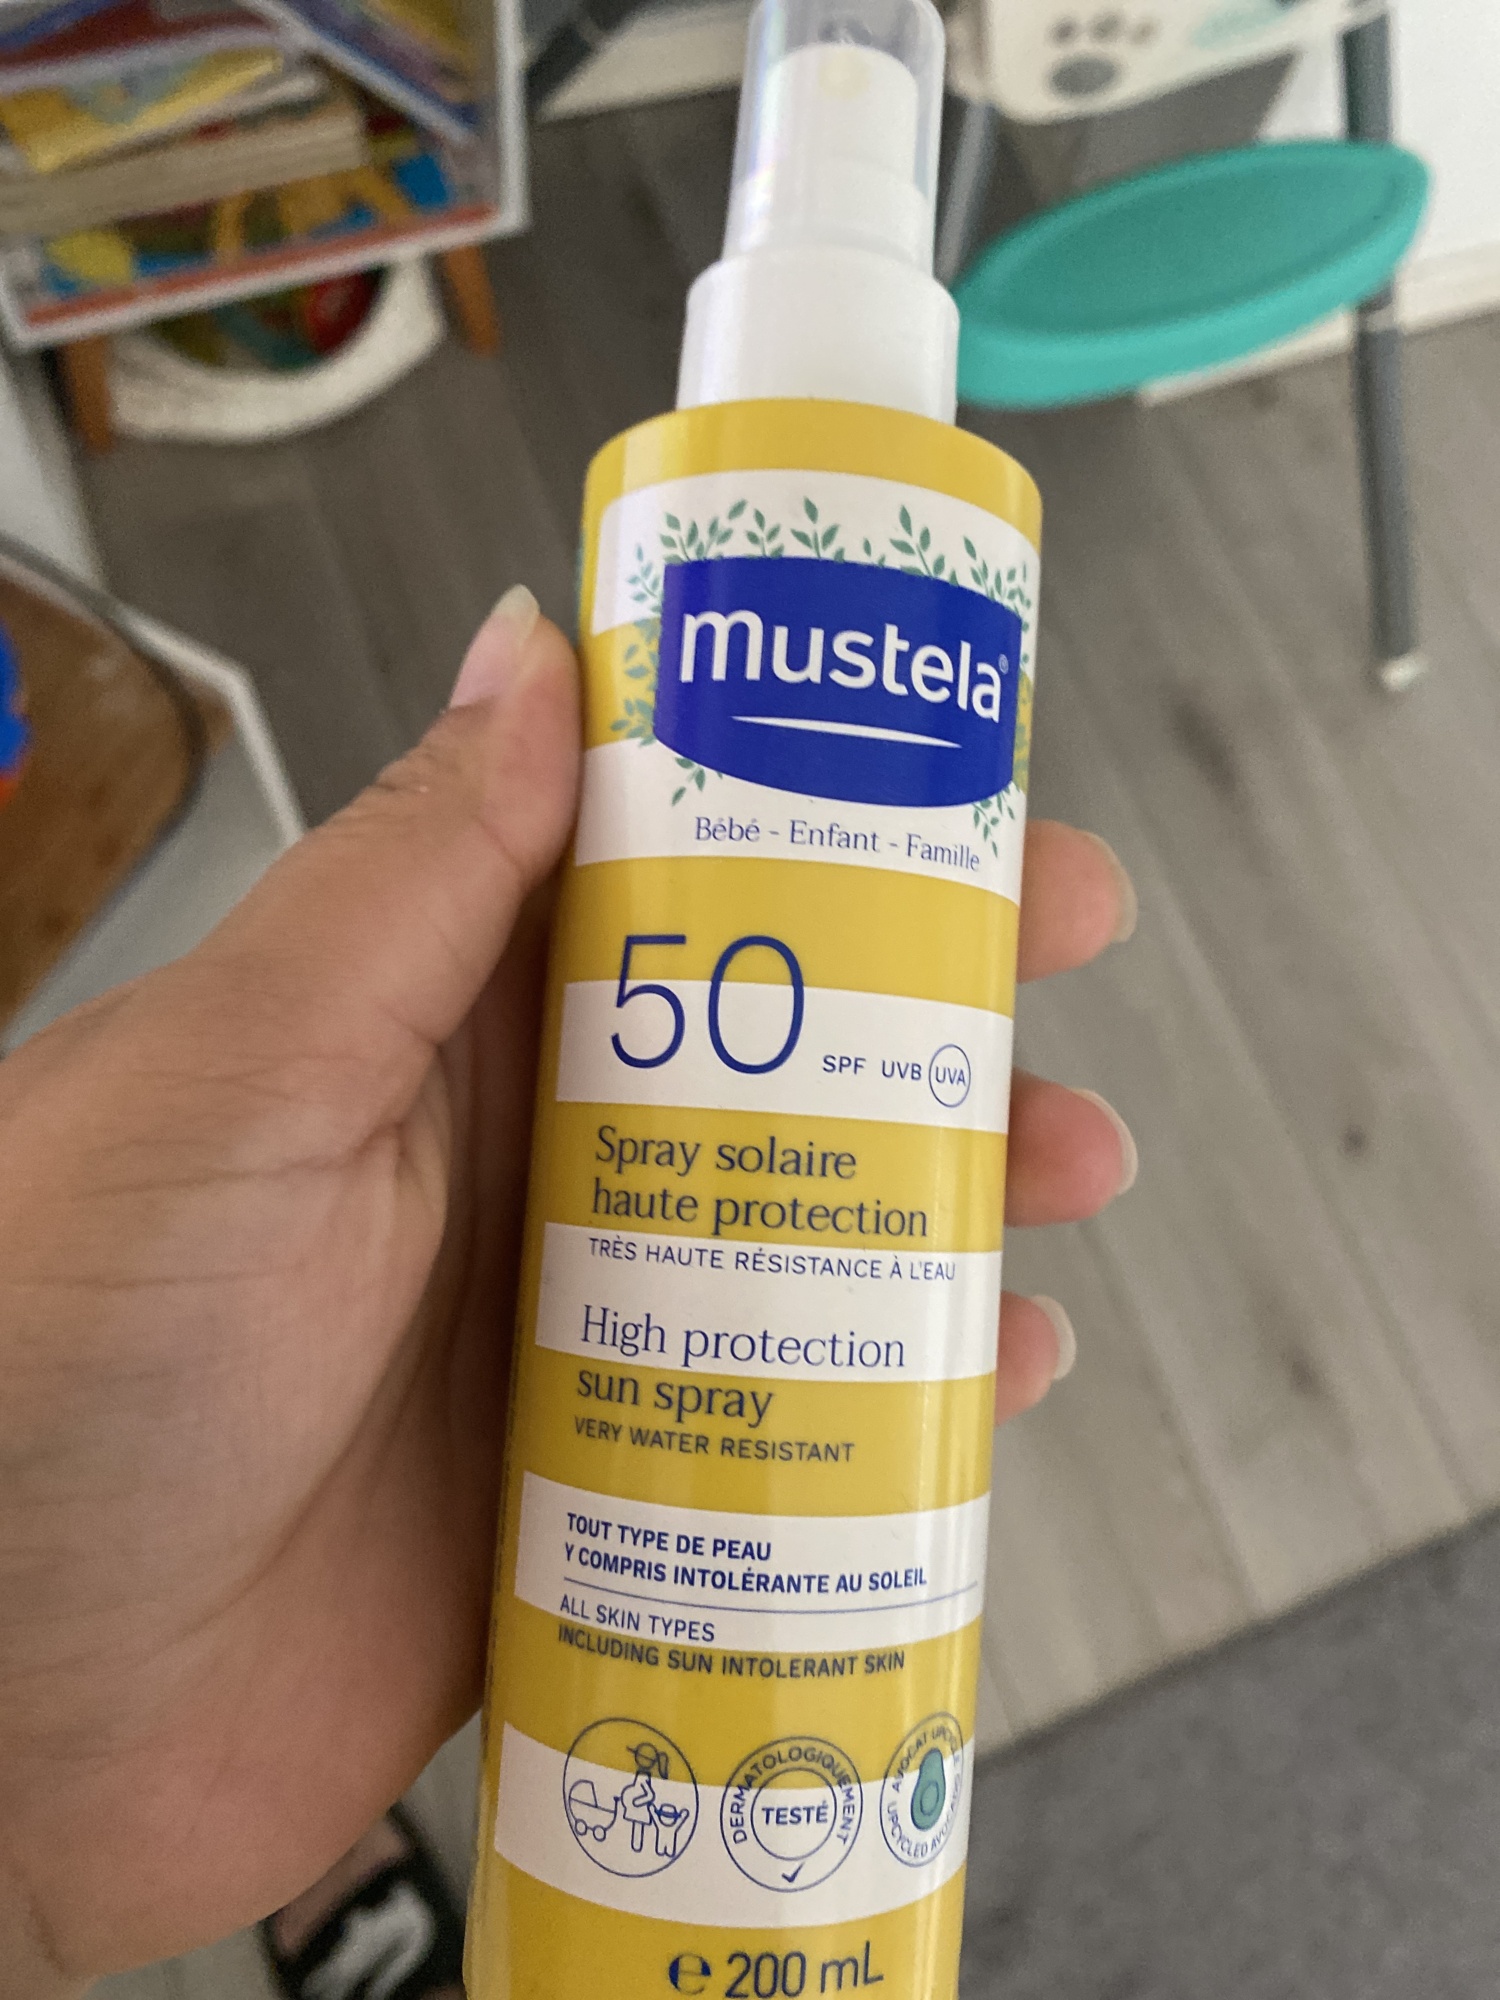 mustela®
Bébé - Enfant - Famille
50 SPF UVB UVA
Spray solaire
haute protection
TRÈS HAUTE RÉSISTANCE À L'EAU
High protection
sun spray
VERY WATER RESISTANT
TOUT TYPE DE PEAU
Y COMPRIS INTOLÉRANTE AU SOLEIL
ALL SKIN TYPES
INCLUDING SUN INTOLERANT SKIN
DERMATOLOGIQUEMENT
TESTÉ
AVOCAT UPCYCLÉ
UPCYCLED AVOCADO
℮ 200 mL